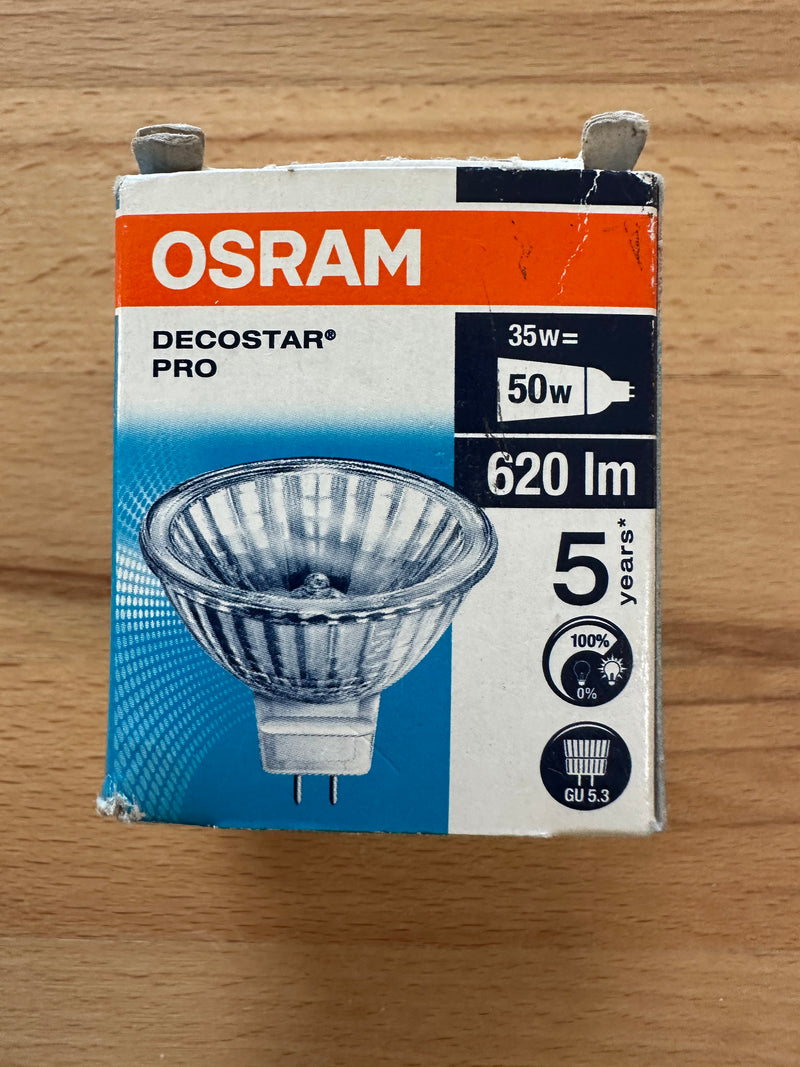 OSRAM
DECOSTAR®
PRO
35w=
50w
620 lm
5 years*
100%
0%
GU 5.3